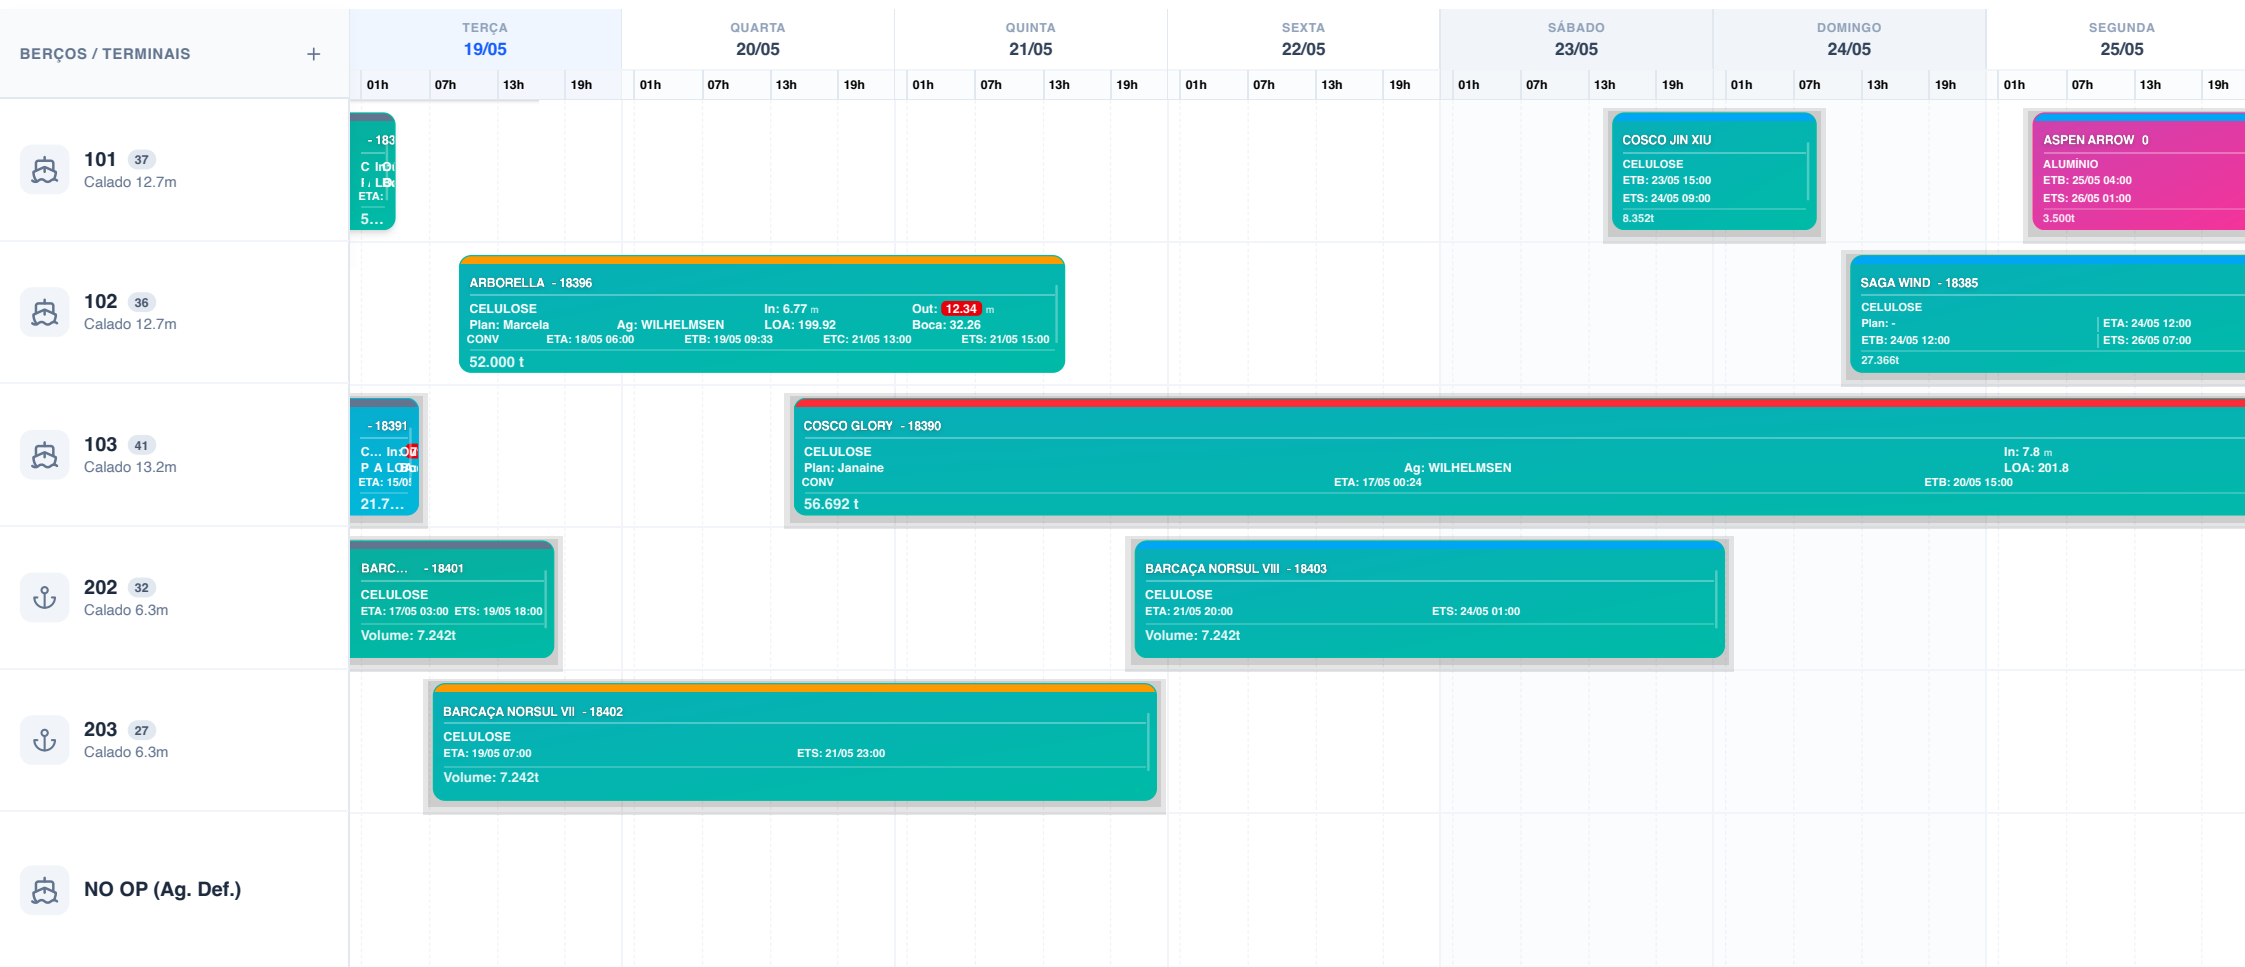 BERÇOS / TERMINAIS +
TERÇA QUARTA QUINTA SEXTA SÁBADO DOMINGO SEGUNDA
19/05 20/05 21/05 22/05 23/05 24/05 25/05
01h 07h 13h 19h 01h 07h 13h 19h 01h 07h 13h 19h 01h 07h 13h 19h 01h 07h 13h 19h 01h 07h 13h 19h 01h 07h 13h 19h
101 37
Calado 12.7m
- 183
ETA:
5...
COSCO JIN XIU
CELULOSE
ETB: 23/05 15:00
ETS: 24/05 09:00
8.352t
ASPEN ARROW 0
ALUMÍNIO
ETB: 25/05 04:00
ETS: 26/05 01:00
3.500t
102 36
Calado 12.7m
ARBORELLA - 18396
CELULOSE In: 6.77 m Out: 12.34 m
Plan: Marcela Ag: WILHELMSEN LOA: 199.92 Boca: 32.26
CONV ETA: 18/05 06:00 ETB: 19/05 09:33 ETC: 21/05 13:00 ETS: 21/05 15:00
52.000 t
SAGA WIND - 18385
CELULOSE
Plan: - ETA: 24/05 12:00
ETB: 24/05 12:00 ETS: 26/05 07:00
27.366t
103 41
Calado 13.2m
- 18391
C... In:
P A
ETA: 15/05
21.7...
COSCO GLORY - 18390
CELULOSE In: 7.8 m
Plan: Janaine Ag: WILHELMSEN LOA: 201.8
CONV ETA: 17/05 00:24 ETB: 20/05 15:00
56.692 t
202 32
Calado 6.3m
BARC... - 18401
CELULOSE
ETA: 17/05 03:00 ETS: 19/05 18:00
Volume: 7.242t
BARCAÇA NORSUL VIII - 18403
CELULOSE
ETA: 21/05 20:00 ETS: 24/05 01:00
Volume: 7.242t
203 27
Calado 6.3m
BARCAÇA NORSUL VII - 18402
CELULOSE
ETA: 19/05 07:00 ETS: 21/05 23:00
Volume: 7.242t
NO OP (Ag. Def.)